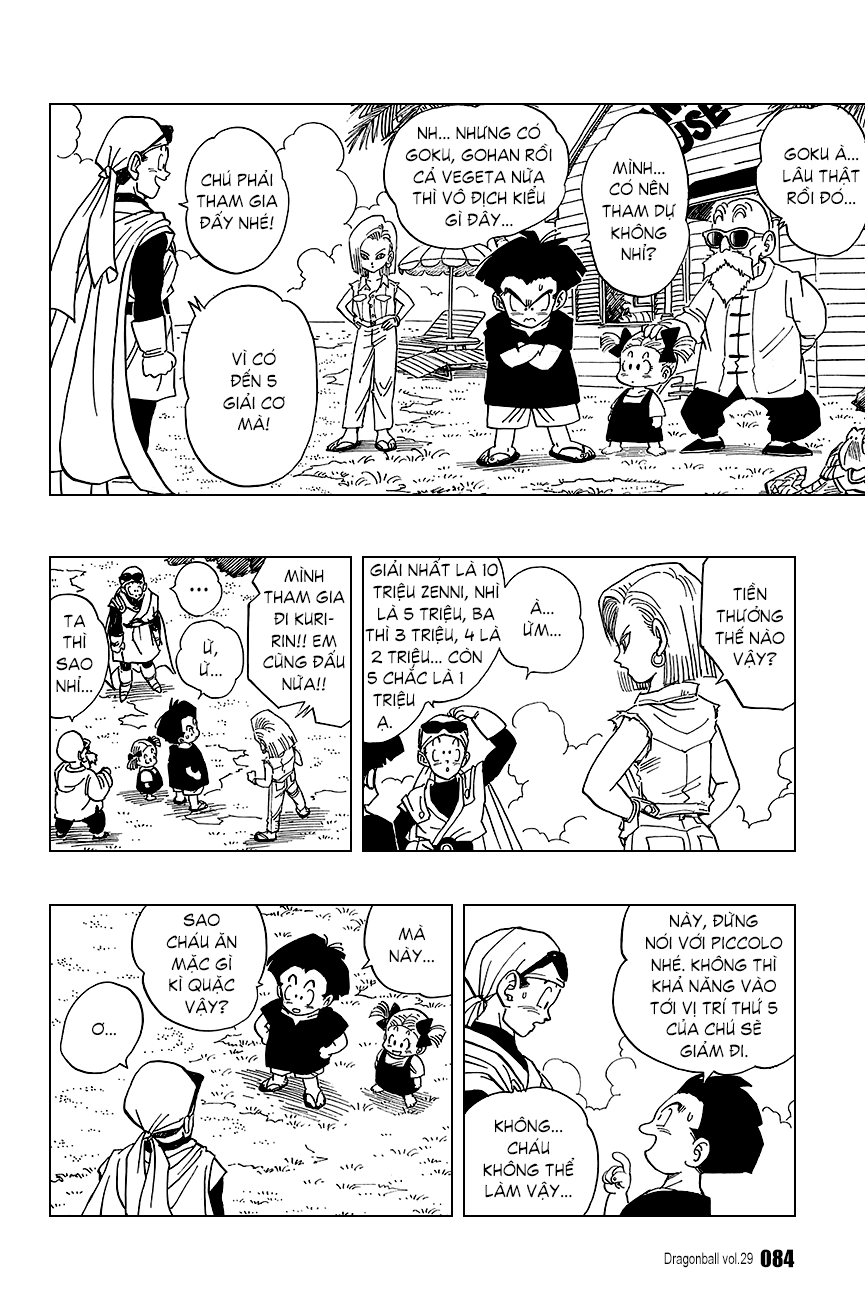 GOKU À...
LÂU THẬT
RỒI ĐÓ...
MÌNH...
CÓ NÊN
THAM DỰ
KHÔNG
NHỈ?
NH... NHƯNG CÓ
GOKU, GOHAN RỒI
CẢ VEGETA NỮA
THÌ VÔ ĐỊCH KIỂU
GÌ ĐÂY...
CHÚ PHẢI
THAM GIA
ĐẤY NHÉ!
VÌ CÓ
ĐẾN 5
GIẢI CƠ
MÀ!
USE
TIỀN
THƯỞNG
THẾ NÀO
VẬY?
À...
ỪM...
GIẢI NHẤT LÀ 10
TRIỆU ZENNI, NHÌ
LÀ 5 TRIỆU, BA
THÌ 3 TRIỆU, 4 LÀ
2 TRIỆU... CÒN
5 CHẮC LÀ 1
TRIỆU
Ạ.
MÌNH
THAM GIA
ĐI KURI-
RIN!! EM
CŨNG ĐẤU
NỮA!!
...
Ừ,
Ừ...
TA
THÌ
SAO
NHỈ...
NÀY, ĐỪNG
NÓI VỚI PICCOLO
NHÉ. KHÔNG THÌ
KHẢ NĂNG VÀO
TỚI VỊ TRÍ THỨ 5
CỦA CHÚ SẼ
GIẢM ĐI.
KHÔNG...
CHÁU
KHÔNG THỂ
LÀM VẬY...
MÀ
NÀY...
SAO
CHÁU ĂN
MẶC GÌ
KÌ QUẶC
VẬY?
Ơ...
Dragonball vol.29 084